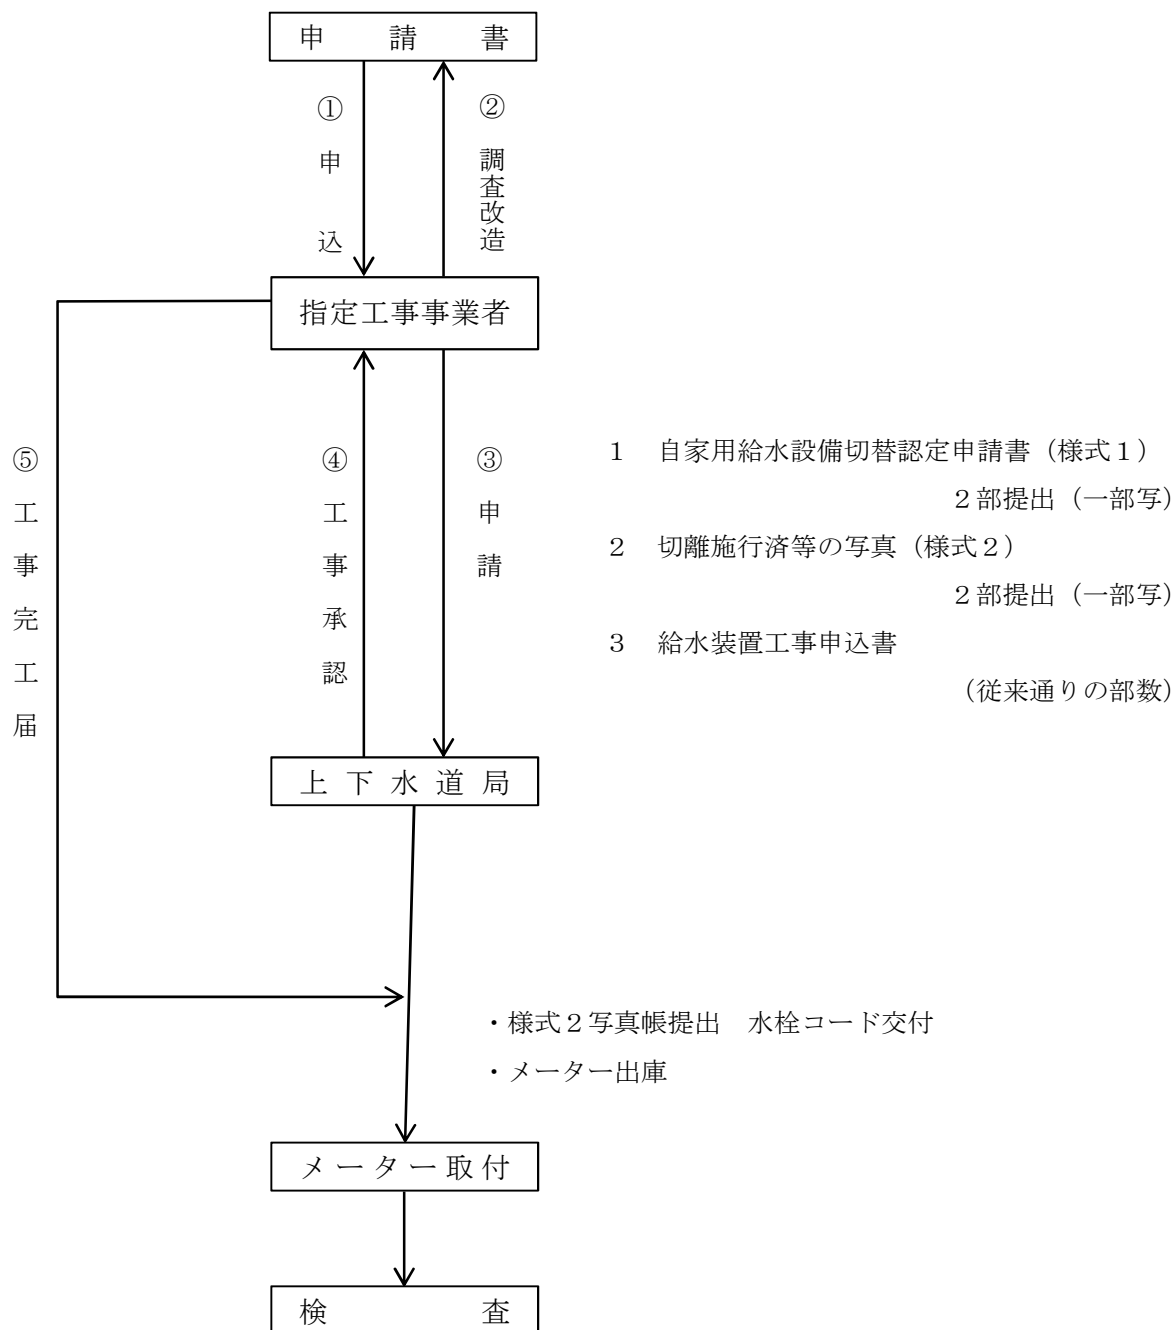 申請書
①申込
②調査改造
指定工事事業者
⑤工事完工届
④工事承認
③申請
1 自家用給水設備切替認定申請書（様式１）
２部提出（一部写）
2 切離施行済等の写真（様式２）
２部提出（一部写）
3 給水装置工事申込書
（従来通りの部数）
上下水道局
・様式２写真帳提出　水栓コード交付
・メーター出庫
メーター取付
検査